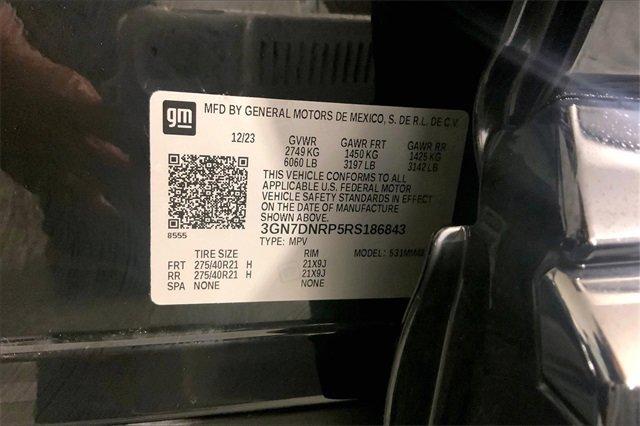 gm
MFD BY GENERAL MOTORS DE MEXICO, S. DE R.L. DE C.V.
12/23 GVWR GAWR FRT GAWR RR
2749 KG 1450 KG 1425 KG
6060 LB 3197 LB 3142 LB
THIS VEHICLE CONFORMS TO ALL
APPLICABLE U.S. FEDERAL MOTOR
VEHICLE SAFETY STANDARDS IN EFFECT
ON THE DATE OF MANUFACTURE
SHOWN ABOVE.
3GN7DNRP5RS186843
8555
TYPE: MPV MODEL:
TIRE SIZE RIM
FRT 275/40R21 H 21X9J
RR 275/40R21 H 21X9J
SPA NONE NONE